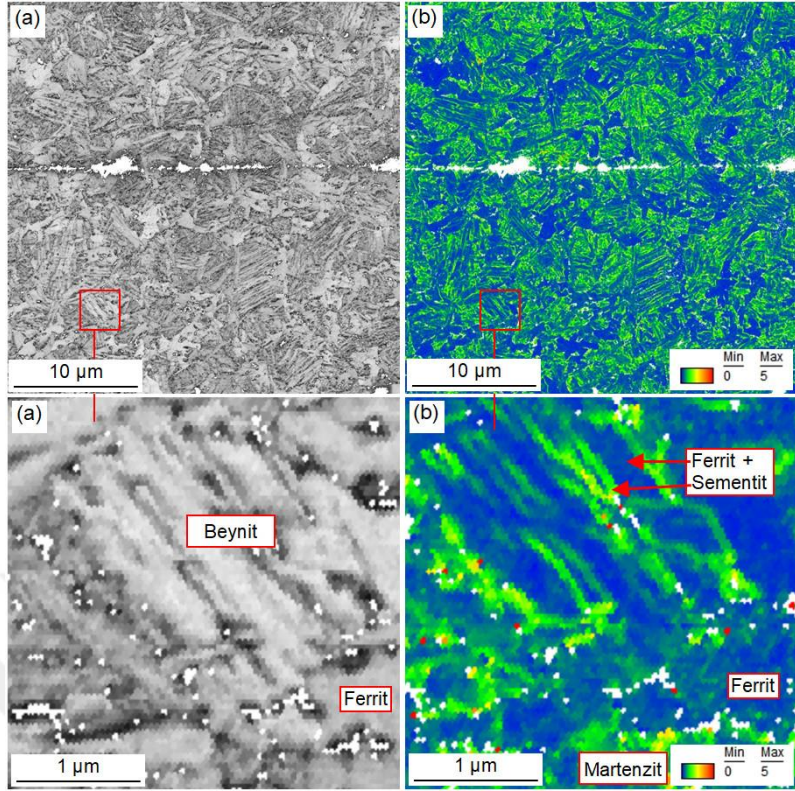 (a)
(b)
10 µm
10 µm
Min Max
0 5
(a)
(b)
Ferrit +
Sementit
Beynit
Ferrit
Ferrit
1 µm
1 µm
Martenzit
Min Max
0 5